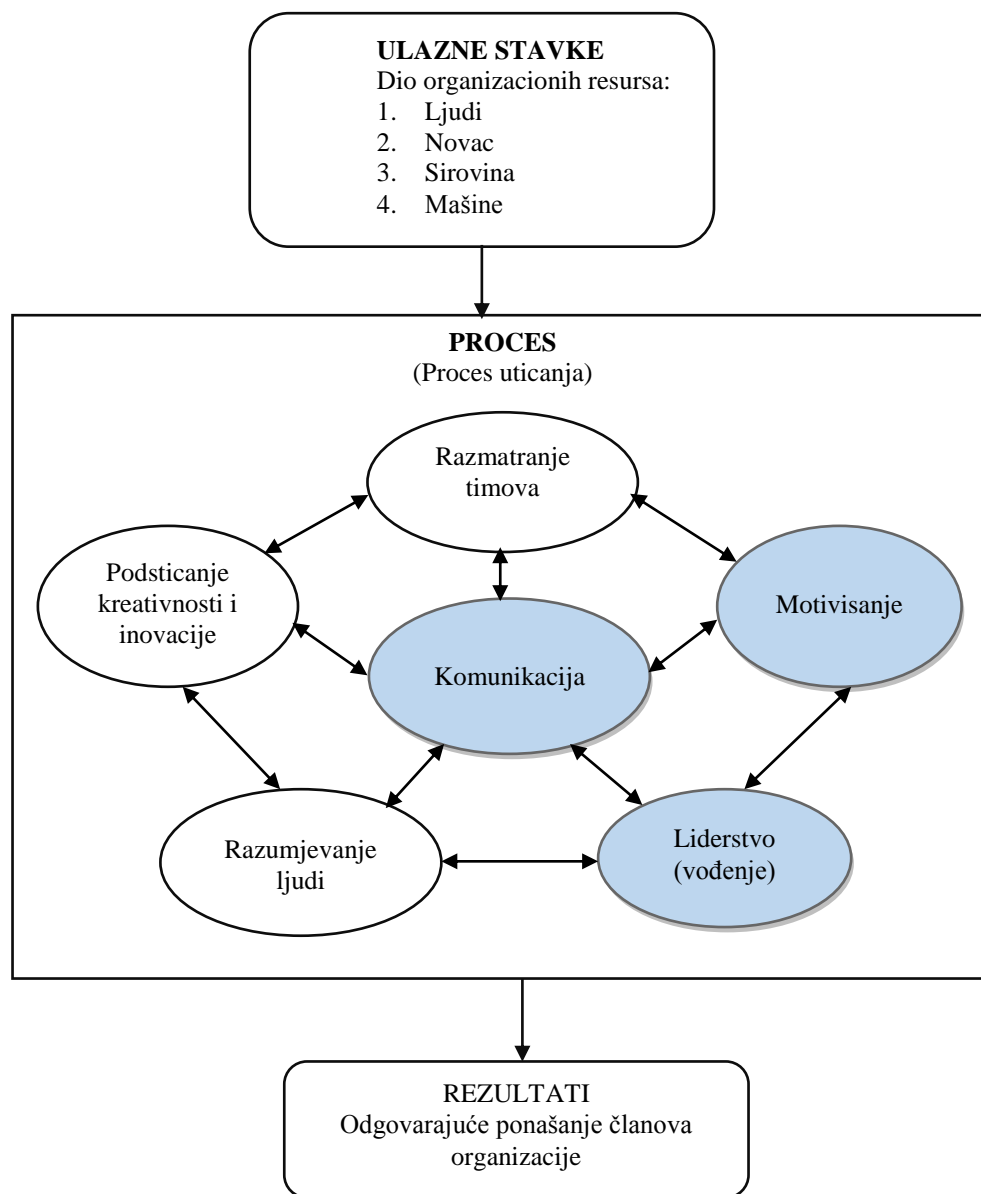 ULAZNE STAVKE
Dio organizacionih resursa:
1. Ljudi
2. Novac
3. Sirovina
4. Mašine
PROCES
(Proces uticanja)
Razmatranje
timova
Podsticanje
kreativnosti i
inovacije
Motivisanje
Komunikacija
Razumjevanje
ljudi
Liderstvo
(vođenje)
REZULTATI
Odgovarajuće ponašanje članova
organizacije